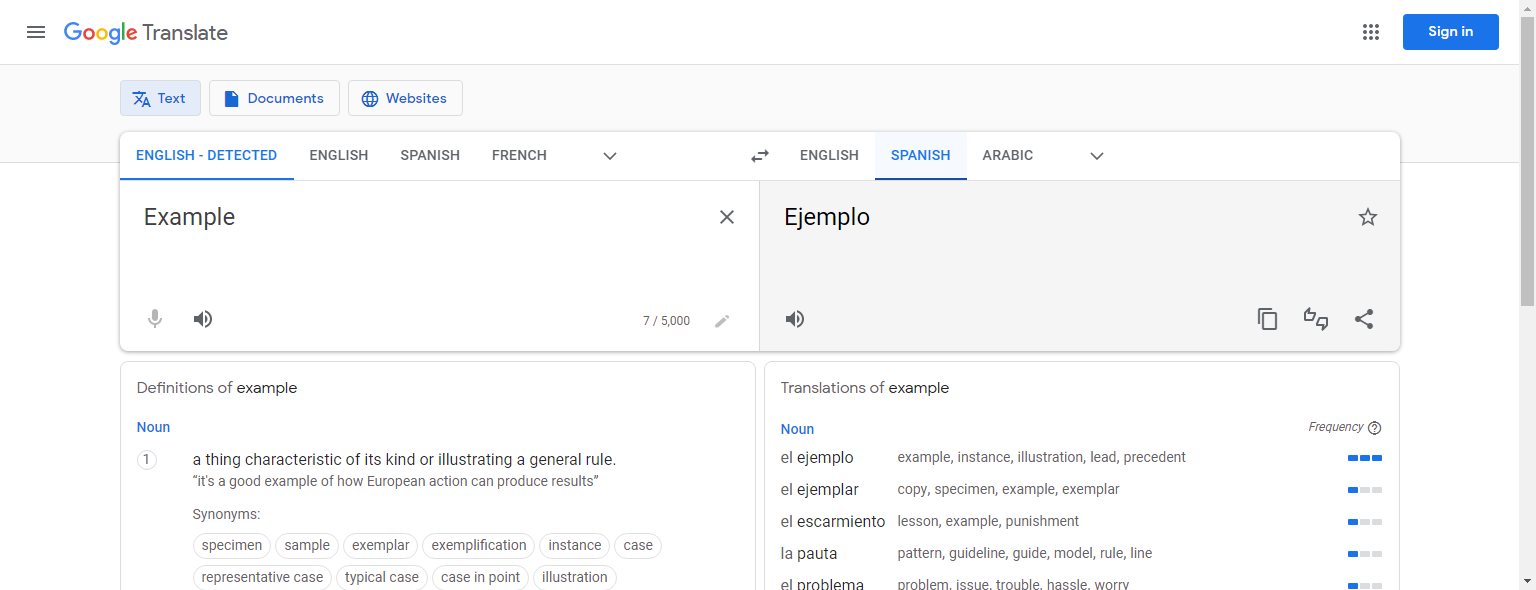 Google Translate
Sign in
Text Documents Websites
ENGLISH - DETECTED ENGLISH SPANISH FRENCH ENGLISH SPANISH ARABIC
Example
Ejemplo
7 / 5,000
Definitions of example
Noun
1 a thing characteristic of its kind or illustrating a general rule.
“it's a good example of how European action can produce results”
Synonyms:
specimen sample exemplar exemplification instance case
representative case typical case case in point illustration
Translations of example
Noun Frequency
el ejemplo example, instance, illustration, lead, precedent
el ejemplar copy, specimen, example, exemplar
el escarmiento lesson, example, punishment
la pauta pattern, guideline, guide, model, rule, line
el problema problem, issue, trouble, hassle, worry